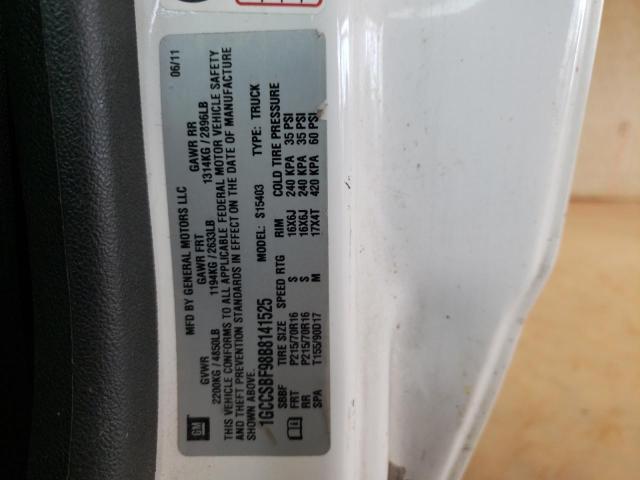 06/11
MFD BY GENERAL MOTORS LLC
GVWR GAWR FRT GAWR RR
2200KG / 4850LB 1194KG / 2633LB 1314KG / 2896LB
THIS VEHICLE CONFORMS TO ALL APPLICABLE FEDERAL MOTOR VEHICLE SAFETY
AND THEFT PREVENTION STANDARDS IN EFFECT ON THE DATE OF MANUFACTURE
SHOWN ABOVE.
GM
1GCCSBF98B8141525 MODEL: S15403 TYPE: TRUCK
SBBF TIRE SIZE SPEED RTG RIM COLD TIRE PRESSURE
FRT P215/70R16 S 16X6J 240 KPA 35 PSI
RR P215/70R16 S 16X6J 240 KPA 35 PSI
SPA T155/90D17 M 17X4T 420 KPA 60 PSI